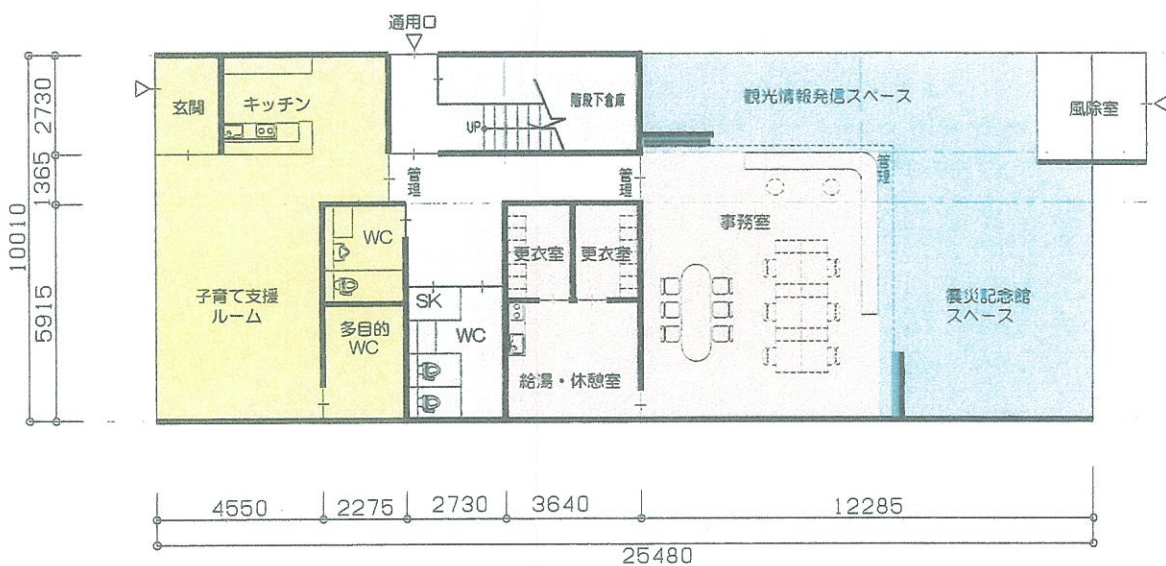 通用口
玄関
キッチン
階段下倉庫
UP
観光情報発信スペース
風除室
管理
管理
管理
WC
更衣室
更衣室
事務室
子育て支援
ルーム
多目的
WC
SK
WC
給湯・休憩室
震災記念館
スペース
2730
1365
5915
10010
4550
2275
2730
3640
12285
25480